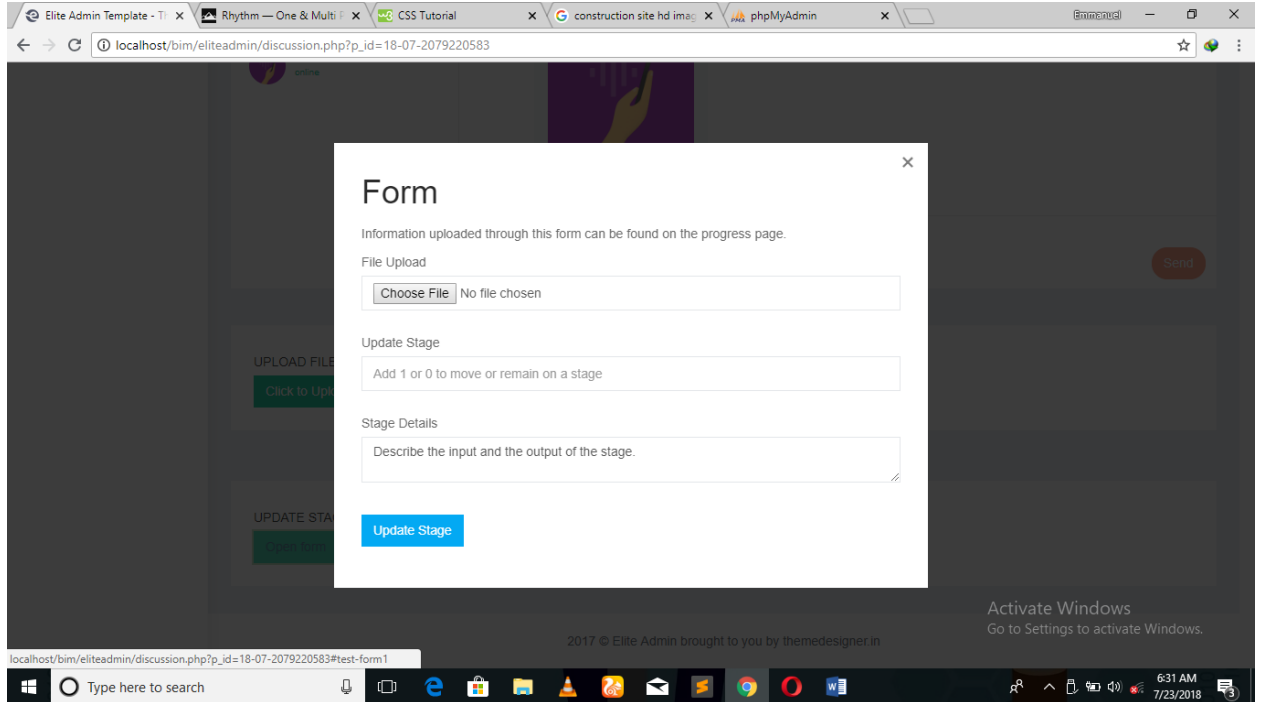 Elite Admin Template - Th
Rhythm — One & Multi P
CSS Tutorial
construction site hd imag
phpMyAdmin
Emmanuel
localhost/bim/eliteadmin/discussion.php?p_id=18-07-2079220583
online
Form
Information uploaded through this form can be found on the progress page.
File Upload
Choose File No file chosen
Send
Update Stage
Add 1 or 0 to move or remain on a stage
UPLOAD FILE
Click to Uplo
Stage Details
Describe the input and the output of the stage.
UPDATE STA
Open form
Update Stage
Activate Windows
Go to Settings to activate Windows.
2017 © Elite Admin brought to you by themedesigner.in
localhost/bim/eliteadmin/discussion.php?p_id=18-07-2079220583#test-form1
Type here to search
6:31 AM
7/23/2018
3